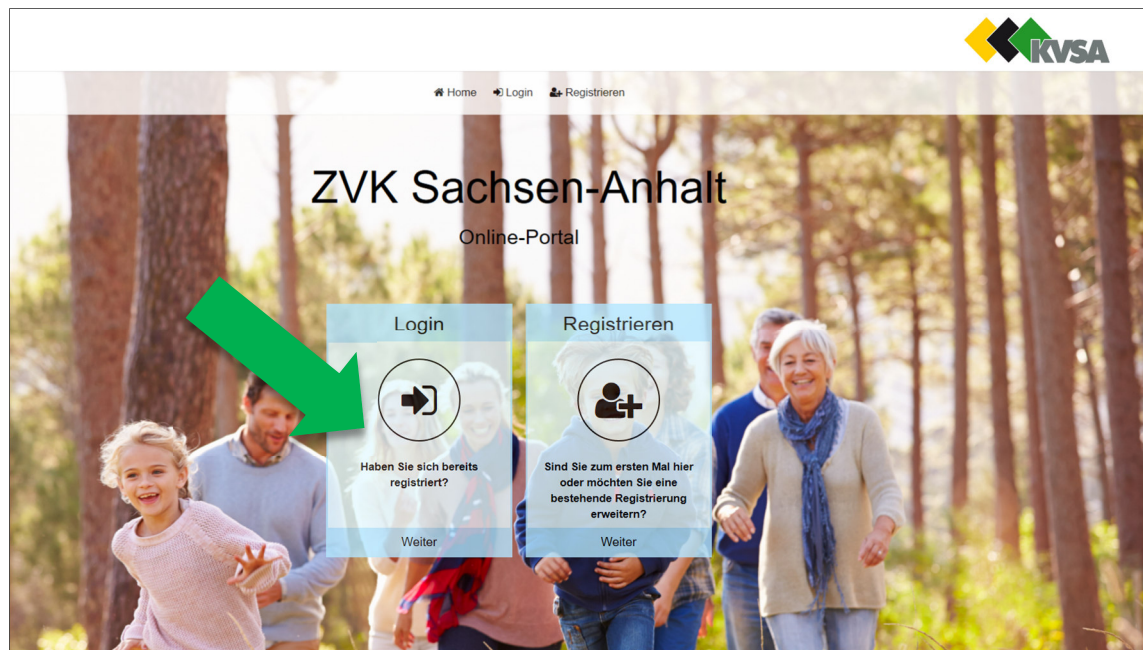 KVSA
Home Login Registrieren
ZVK Sachsen-Anhalt
Online-Portal
Login
Haben Sie sich bereits
registriert?
Weiter
Registrieren
Sind Sie zum ersten Mal hier
oder möchten Sie eine
bestehende Registrierung
erweitern?
Weiter